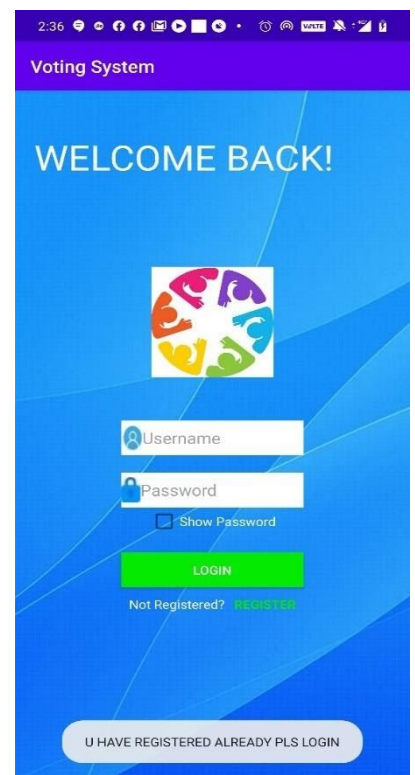 2:36
Voting System
WELCOME BACK!
Username
Password
Show Password
LOGIN
Not Registered? REGISTER
U HAVE REGISTERED ALREADY PLS LOGIN